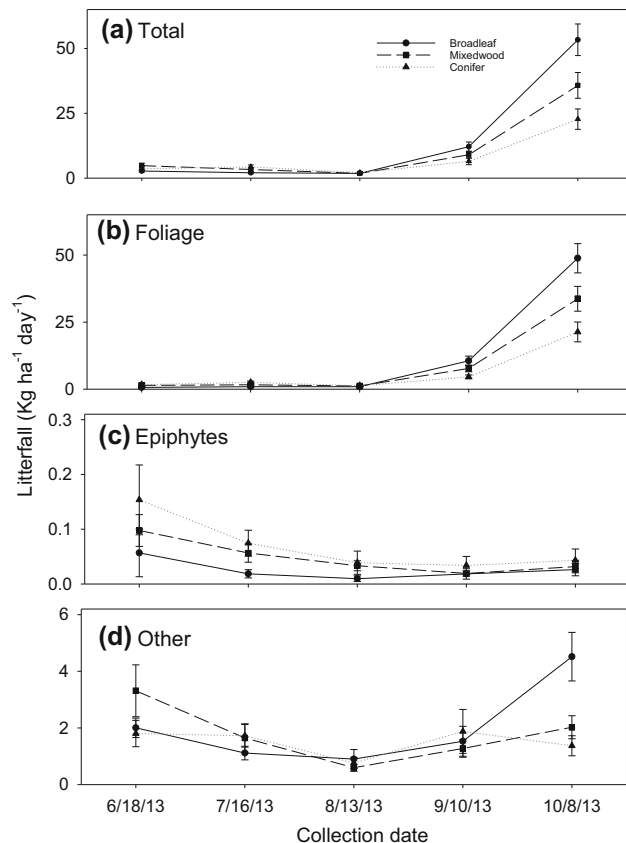 (a) Total
Broadleaf
Mixedwood
Conifer
50
25
0
(b) Foliage
50
25
0
Litterfall (Kg ha⁻¹ day⁻¹)
(c) Epiphytes
0.3
0.2
0.1
0.0
(d) Other
6
4
2
0
6/18/13 7/16/13 8/13/13 9/10/13 10/8/13
Collection date